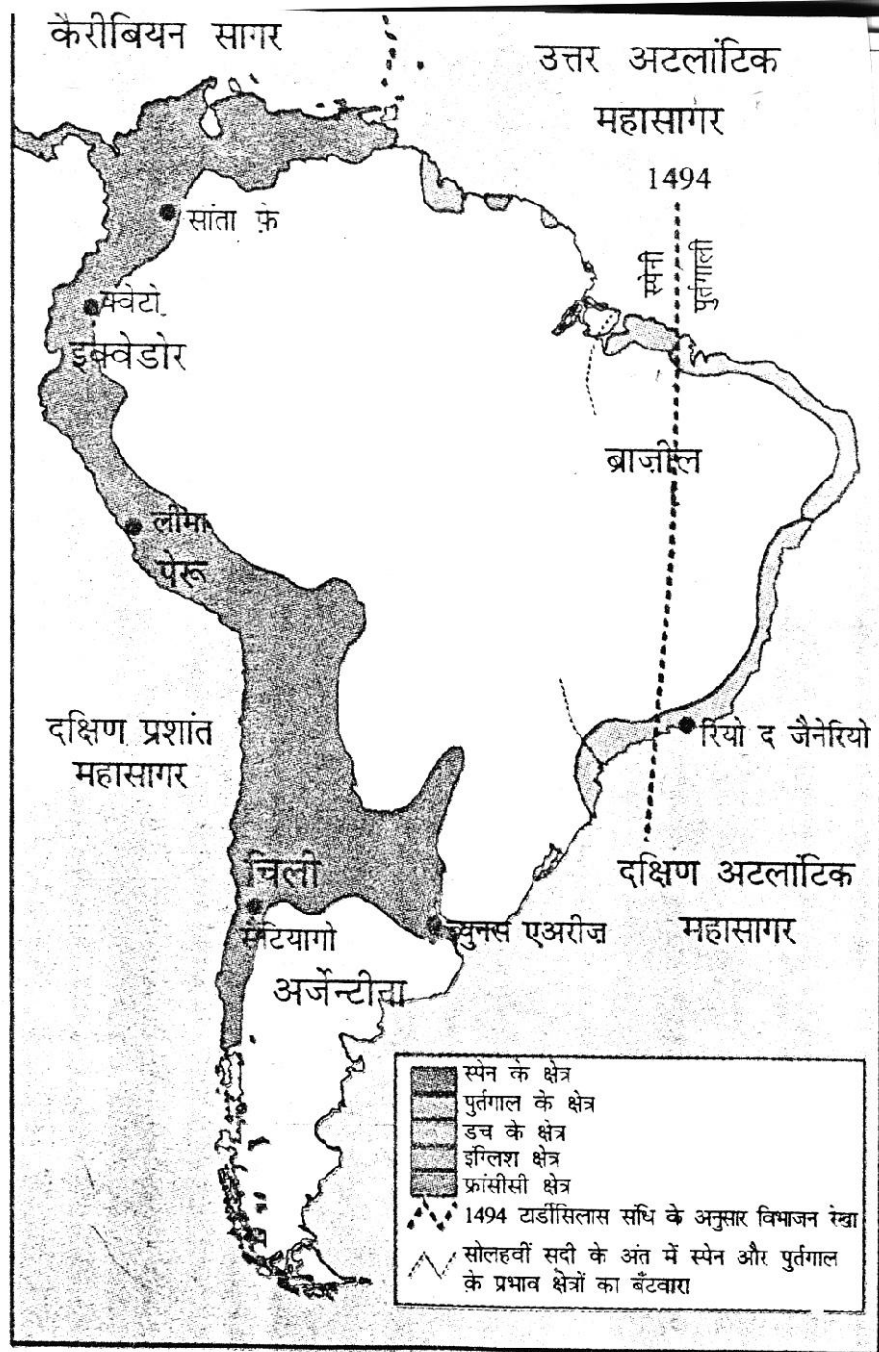 कैरीबियन सागर
उत्तर अटलांटिक
महासागर
1494
स्पेनी
पुर्तगाली
सांता फ़े
क्वेटो
इक्वेडोर
ब्राज़ील
लीमा
पेरू
दक्षिण प्रशांत
महासागर
रियो द जैनेरियो
चिली
दक्षिण अटलांटिक
महासागर
सेंटियागो
ब्युनस एअरीज़
अर्जेन्टीना
स्पेन के क्षेत्र
पुर्तगाल के क्षेत्र
डच के क्षेत्र
इंग्लिश क्षेत्र
फ्रांसीसी क्षेत्र
1494 टार्डीसिलास संधि के अनुसार विभाजन रेखा
सोलहवीं सदी के अंत में स्पेन और पुर्तगाल
के प्रभाव क्षेत्रों का बँटवारा